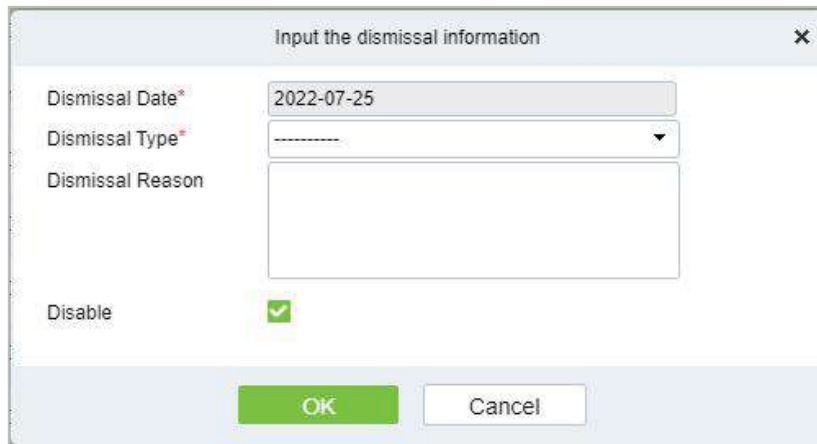 Input the dismissal information
Dismissal Date* 2022-07-25
Dismissal Type* ----------
Dismissal Reason
Disable
OK Cancel